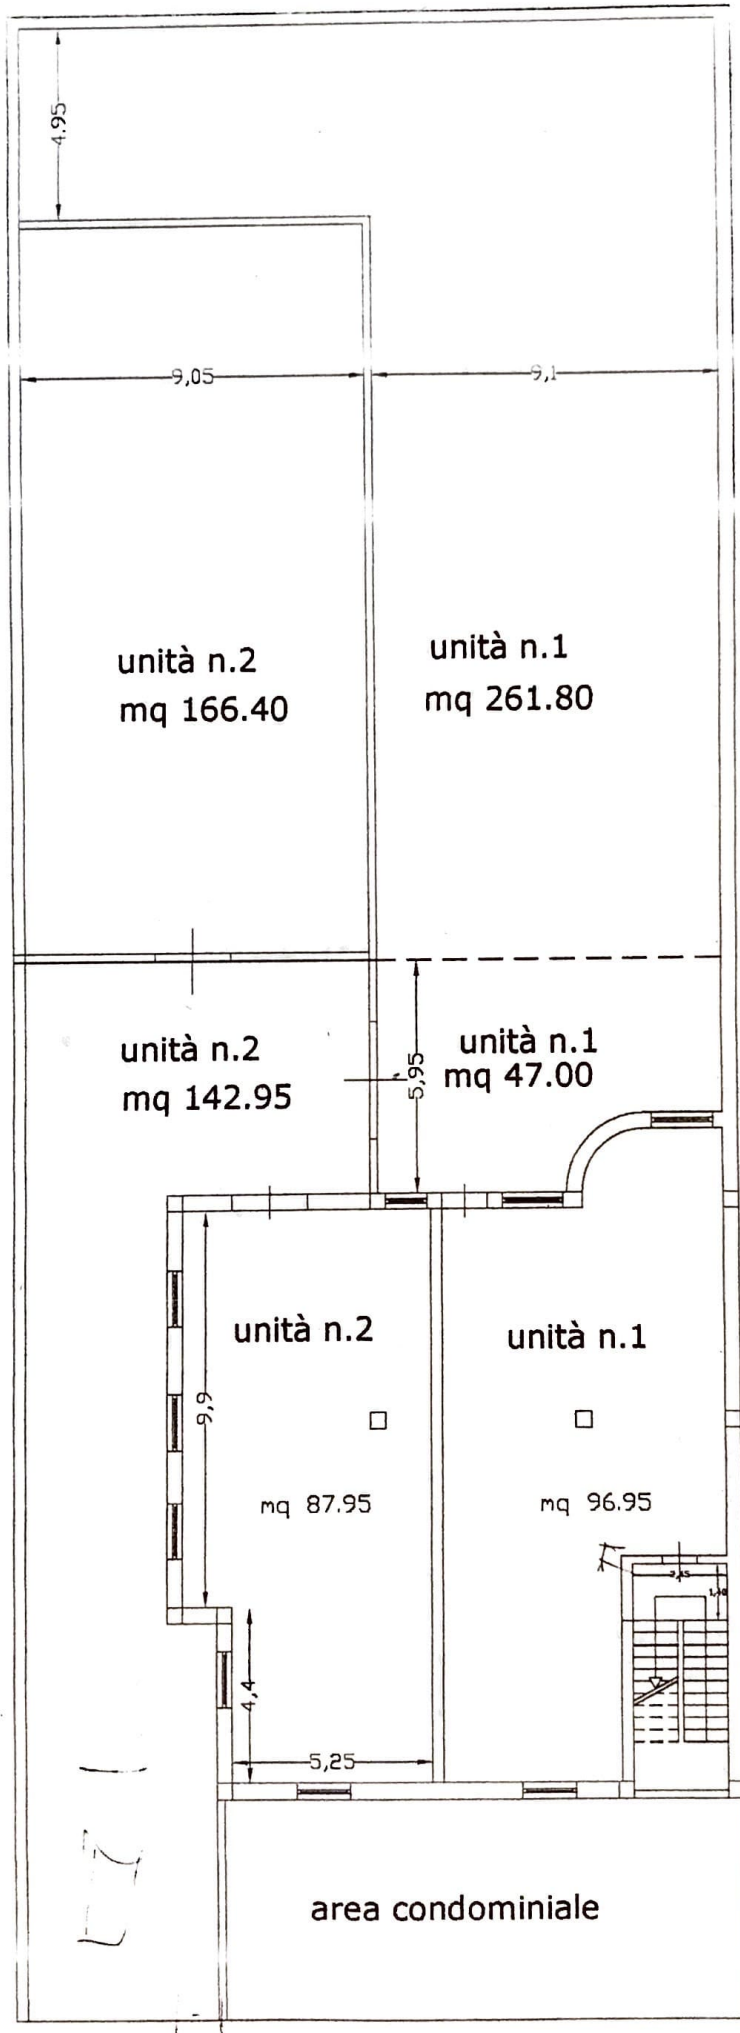 4.95
9,05
9,1
unità n.2
mq 166.40
unità n.1
mq 261.80
unità n.2
mq 142.95
5,95
unità n.1
mq 47.00
unità n.2
unità n.1
9,9
mq 87.95
mq 96.95
4,4
5,25
area condominiale